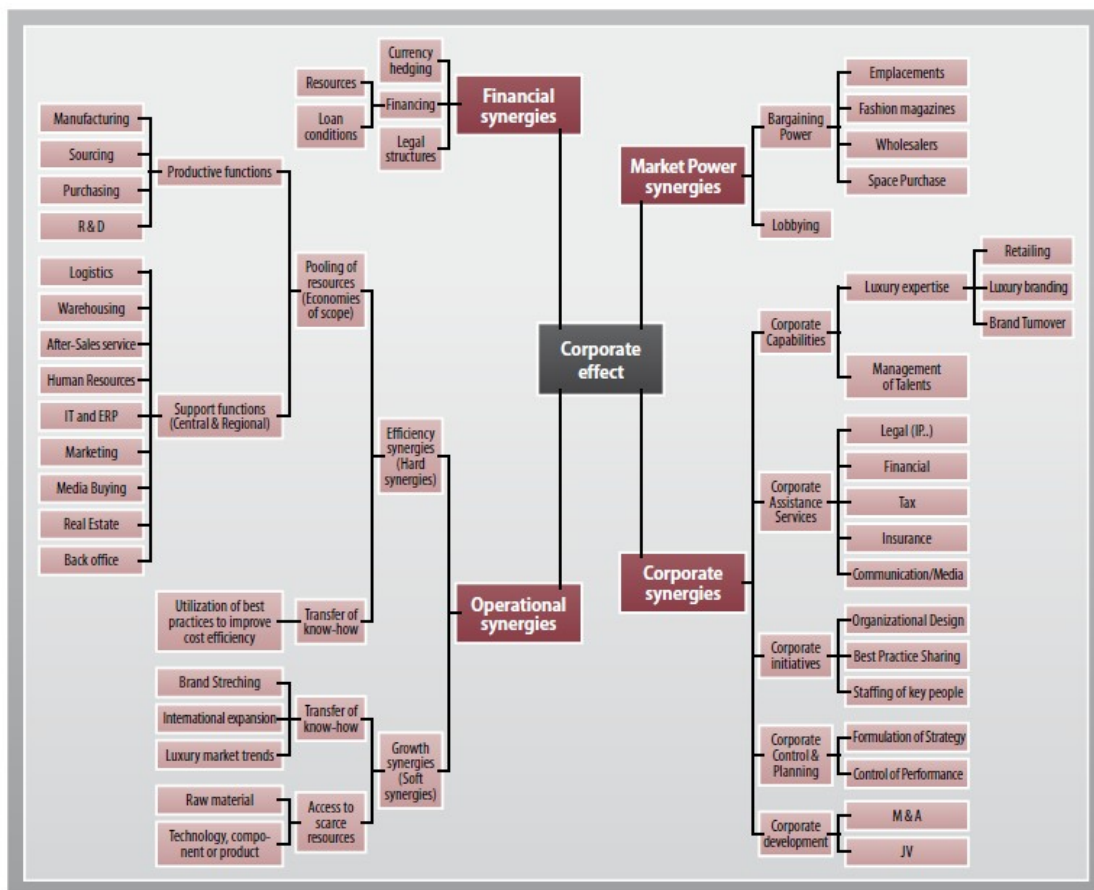 Currency
hedging
Resources
Financing
Loan
conditions
Legal
structures
Financial
synergies
Manufacturing
Sourcing
Purchasing
R & D
Productive functions
Logistics
Warehousing
After-Sales service
Human Resources
IT and ERP
Marketing
Media Buying
Real Estate
Back office
Support functions
(Central & Regional)
Pooling of
resources
(Economies
of scope)
Efficiency
synergies
(Hard
synergies)
Utilization of best
practices to improve
cost efficiency
Transfer of
know-how
Brand Streching
International expansion
Luxury market trends
Transfer of
know-how
Growth
synergies
(Soft
synergies)
Raw material
Technology, compo-
nent or product
Access to
scarce
resources
Operational
synergies
Corporate
effect
Market Power
synergies
Bargaining
Power
Emplacements
Fashion magazines
Wholesalers
Space Purchase
Lobbying
Corporate
synergies
Corporate
Capabilities
Luxury expertise
Retailing
Luxury branding
Brand Turnover
Management
of Talents
Corporate
Assistance
Services
Legal (IP..)
Financial
Tax
Insurance
Communication/Media
Corporate
initiatives
Organizational Design
Best Practice Sharing
Staffing of key people
Corporate
Control &
Planning
Formulation of Strategy
Control of Performance
Corporate
development
M & A
JV